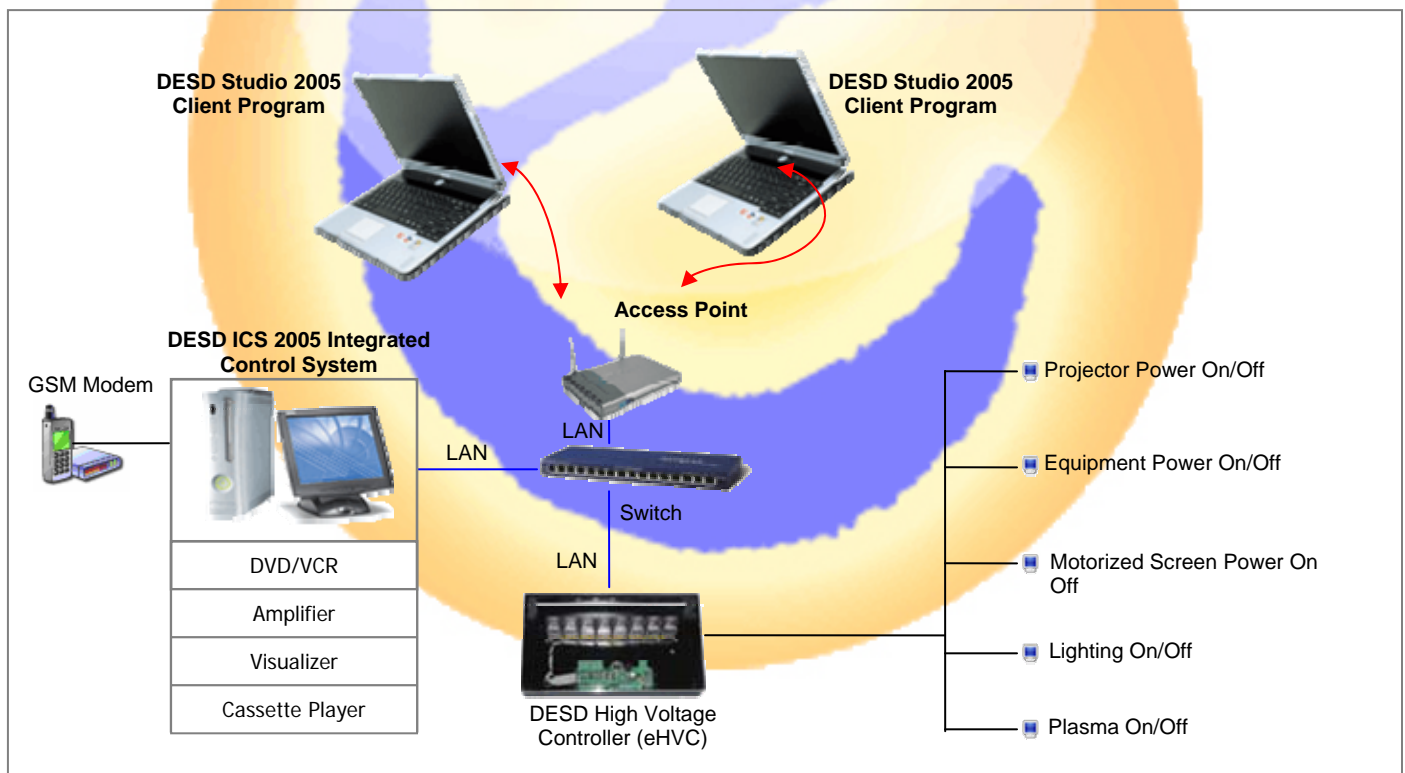 DESD Studio 2005
Client Program
DESD Studio 2005
Client Program
Access Point
DESD ICS 2005 Integrated
Control System
GSM Modem
LAN
LAN
Switch
LAN
DVD/VCR
Amplifier
Visualizer
Cassette Player
DESD High Voltage
Controller (eHVC)
Projector Power On/Off
Equipment Power On/Off
Motorized Screen Power On
Off
Lighting On/Off
Plasma On/Off